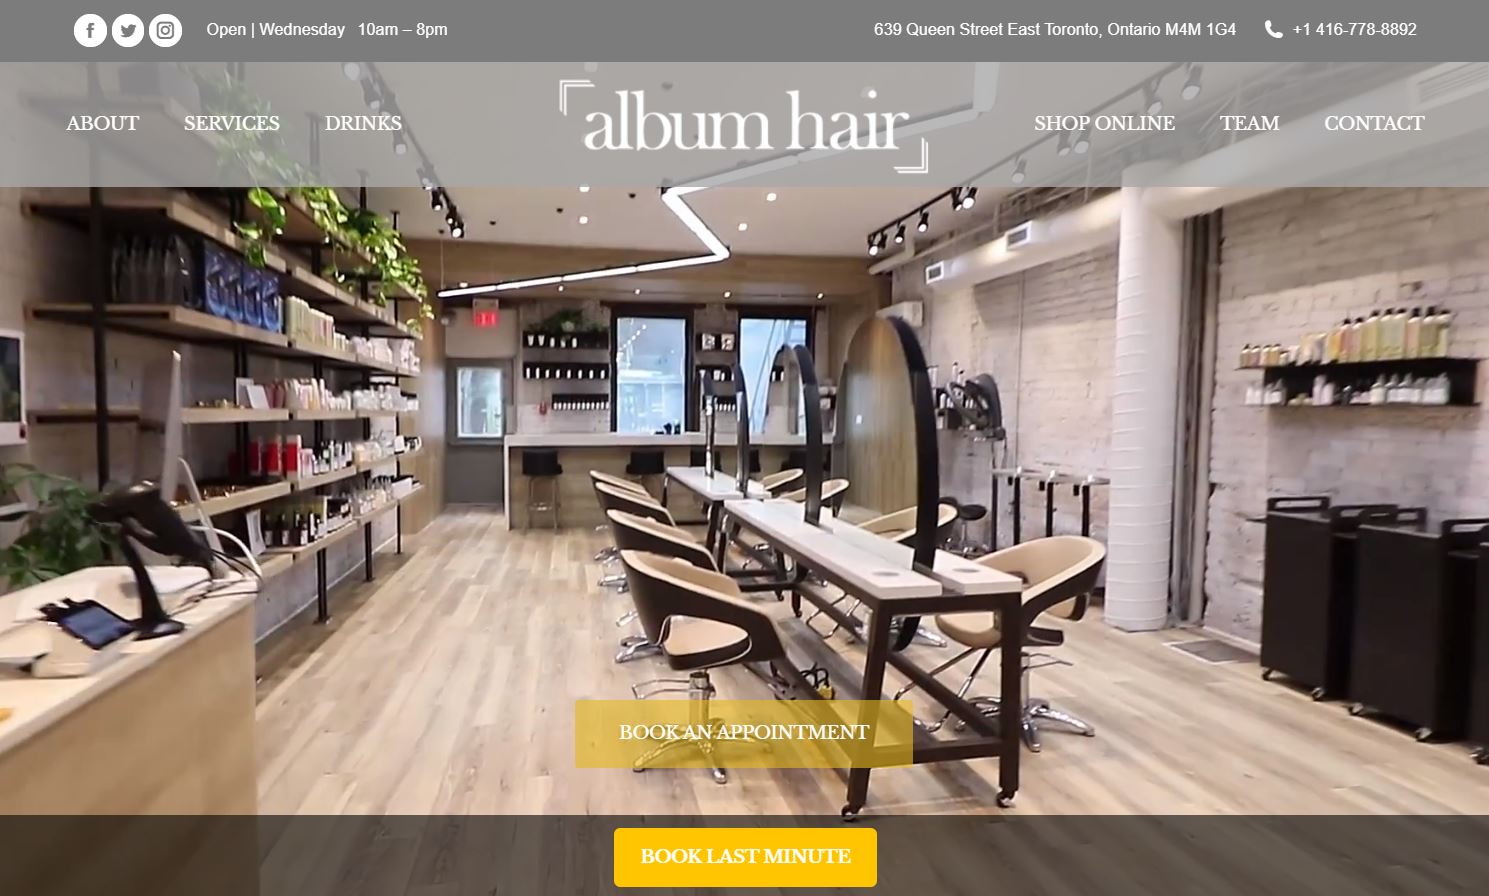 Open | Wednesday 10am – 8pm
639 Queen Street East Toronto, Ontario M4M 1G4
+1 416-778-8892
ABOUT
SERVICES
DRINKS
album hair
SHOP ONLINE
TEAM
CONTACT
BOOK AN APPOINTMENT
BOOK LAST MINUTE